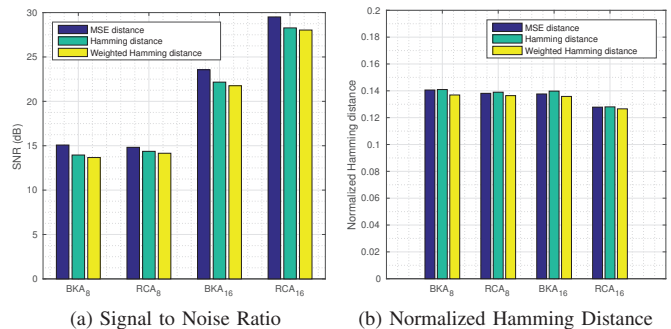 30
25
20
15
10
5
0
SNR (dB)
MSE distance
Hamming distance
Weighted Hamming distance
BKA8 RCA8 BKA16 RCA16
(a) Signal to Noise Ratio
0.2
0.18
0.16
0.14
0.12
0.1
0.08
0.06
0.04
0.02
0
Normalized Hamming distance
MSE distance
Hamming distance
Weighted Hamming distance
BKA8 RCA8 BKA16 RCA16
(b) Normalized Hamming Distance